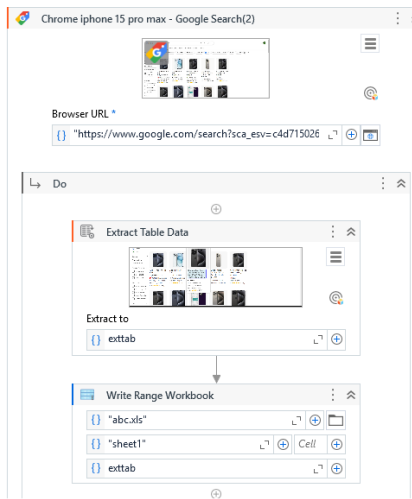 Chrome iphone 15 pro max - Google Search(2)
Browser URL *
{} "https://www.google.com/search?sca_esv=c4d715026
Do
Extract Table Data
Extract to
{} exttab
Write Range Workbook
{} "abc.xls"
{} "sheet1" Cell
{} exttab